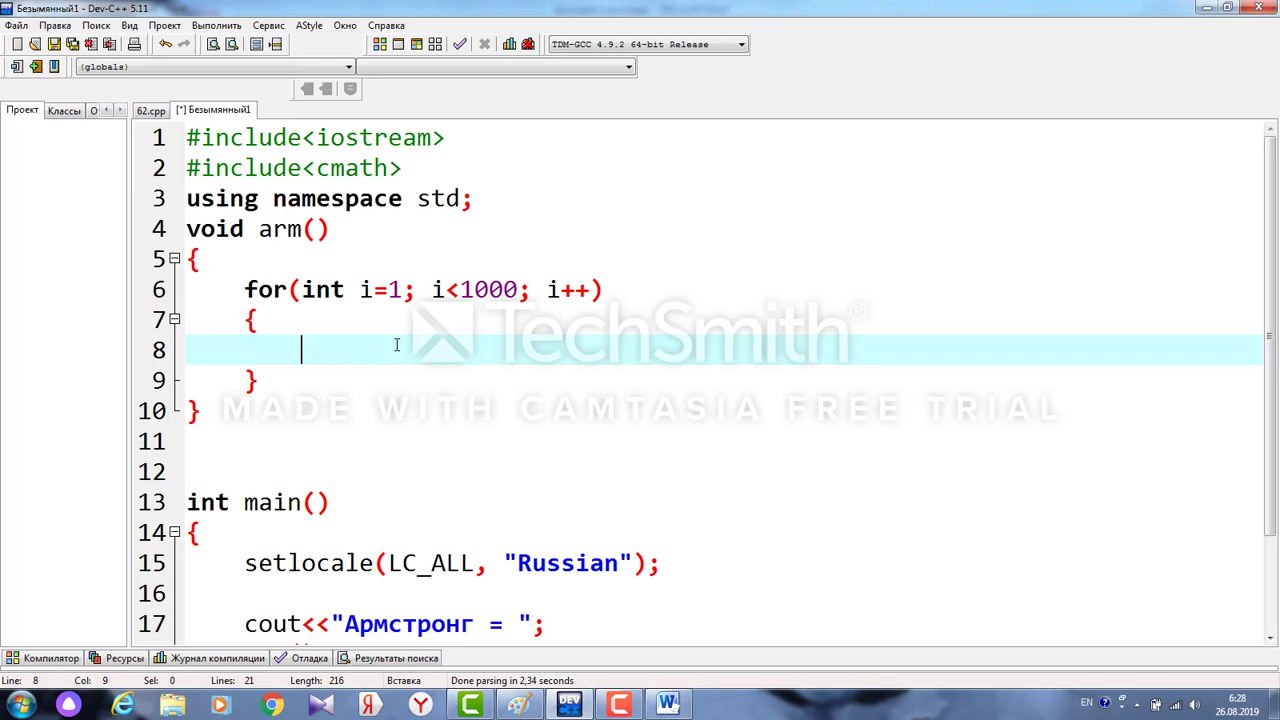 Безымянный1 - Dev-C++ 5.11
Файл Правка Поиск Вид Проект Выполнить Сервис AStyle Окно Справка
TDM-GCC 4.9.2 64-bit Release
(globals)
Проект Классы О 62.cpp [*] Безымянный1
1 #include<iostream>
2 #include<cmath>
3 using namespace std;
4 void arm()
5 {
6 for(int i=1; i<1000; i++)
7 {
8
9 }
10 }
11
12
13 int main()
14 {
15 setlocale(LC_ALL, "Russian");
16
17 cout<<"Армстронг = ";
TechSmith®
MADE WITH CAMTASIA FREE TRIAL
Компилятор Ресурсы Журнал компиляции Отладка Результаты поиска
Line: 8 Col: 9 Sel: 0 Lines: 21 Length: 216 Вставка Done parsing in 2,34 seconds
EN 6:28
26.08.2019